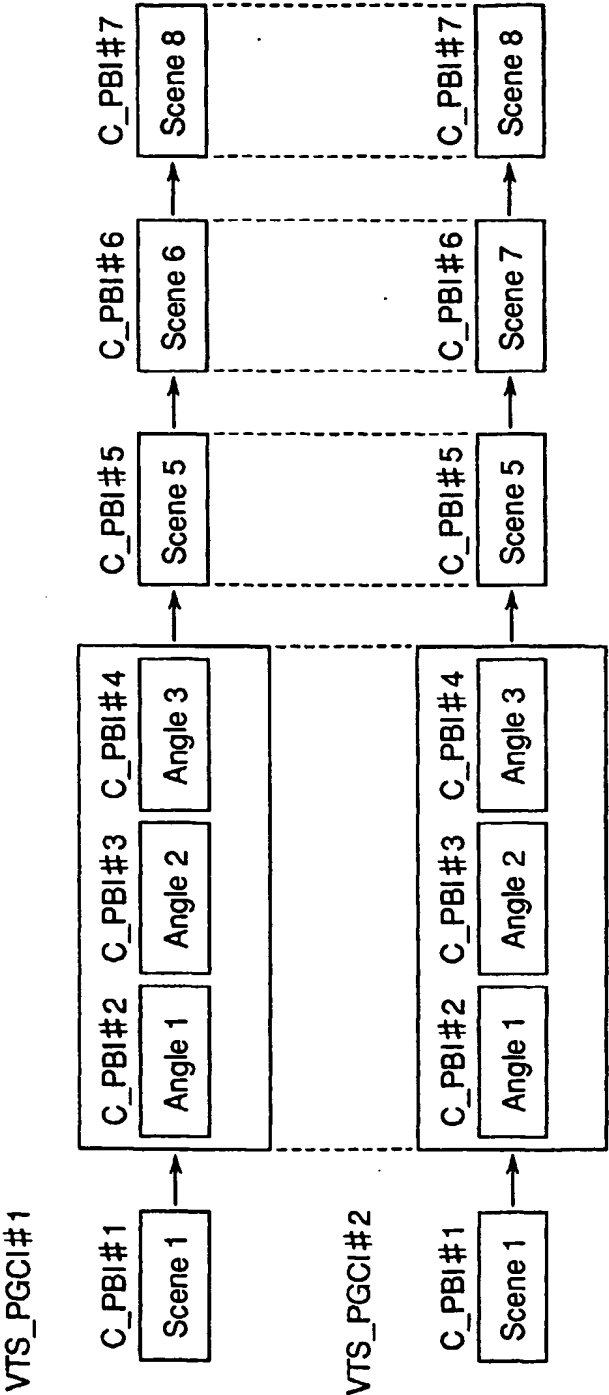 VTS_PGCI#1
C_PBI#1
Scene 1
C_PBI#2
Angle 1
C_PBI#3
Angle 2
C_PBI#4
Angle 3
C_PBI#5
Scene 5
C_PBI#6
Scene 6
C_PBI#7
Scene 8
VTS_PGCI#2
C_PBI#1
Scene 1
C_PBI#2
Angle 1
C_PBI#3
Angle 2
C_PBI#4
Angle 3
C_PBI#5
Scene 5
C_PBI#6
Scene 7
C_PBI#7
Scene 8